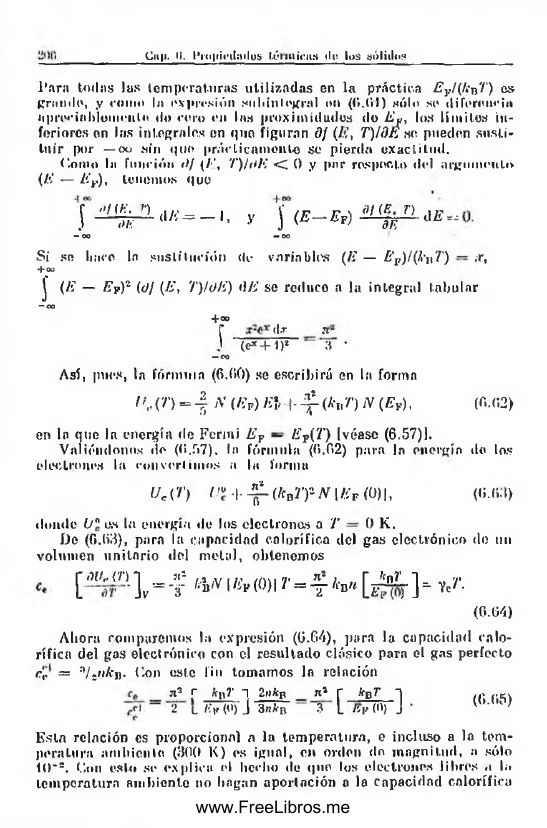 206 Cap. 6. Propiedades térmicas de los sólidos
Para todas las temperaturas utilizadas en la práctica E_F/(k_BT) es
grande, y como la expresión subintegral en (6.61) sólo se diferencia
apreciablemente de cero en las proximidades de E_F, los límites in-
feriores en las integrales en que figuran ∂f (E, T)/∂E se pueden susti-
tuir por —∞ sin que prácticamente se pierda exactitud.
Como la función ∂f (E, T)/∂E < 0 y par respecto del argumento
(E — E_F), tenemos que
∫_{-∞}^{+∞} ∂f (E, T)/∂E dE = — 1, y ∫_{-∞}^{+∞} (E—E_F) ∂f (E, T)/∂E dE = 0.
Si se hace la sustitución de variables (E — E_F)/(k_BT) = x,
∫_{-∞}^{+∞} (E — E_F)² (∂f (E, T)/∂E) dE se reduce a la integral tabular
∫_{-∞}^{+∞} x²e^x dx / (e^x + 1)² = π²/3 .
Así, pues, la fórmula (6.60) se escribirá en la forma
U_e (T) = 2/5 N (E_F) E_F² + π²/4 (k_BT) N (E_F), (6.62)
en la que la energía de Fermi E_F = E_F(T) [véase (6.57)].
Valiéndonos de (6.57), la fórmula (6.62) para la energía de los
electrones la convertimos a la forma
U_e (T) U_e^0 + π²/6 (k_BT)² N [E_F (0)], (6.63)
donde U_e^0 es la energía de los electrones a T = 0 K.
De (6.63), para la capacidad calorífica del gas electrónico de un
volumen unitario del metal, obtenemos
c_e [∂U_e (T)/∂T]_V = π²/3 k_B² N [E_F (0)] T = π²/2 k_B n [k_BT/E_F (0)] = γ_eT.
(6.64)
Ahora comparemos la expresión (6.64), para la capacidad calo-
rífica del gas electrónico con el resultado clásico para el gas perfecto
c_e^cl = 3/2 nk_B. Con este fin tomamos la relación
c_e/c_e^cl = π²/2 [k_BT/E_F (0)] 2nk_B/3nk_B = π²/3 [k_BT/E_F (0)] . (6.65)
Esta relación es proporcional a la temperatura, e incluso a la tem-
peratura ambiente (300 K) es igual, en orden de magnitud, a sólo
10⁻². Con esto se explica el hecho de que los electrones libres a la
temperatura ambiente no hagan aportación a la capacidad calorífica
www.FreeLibros.me